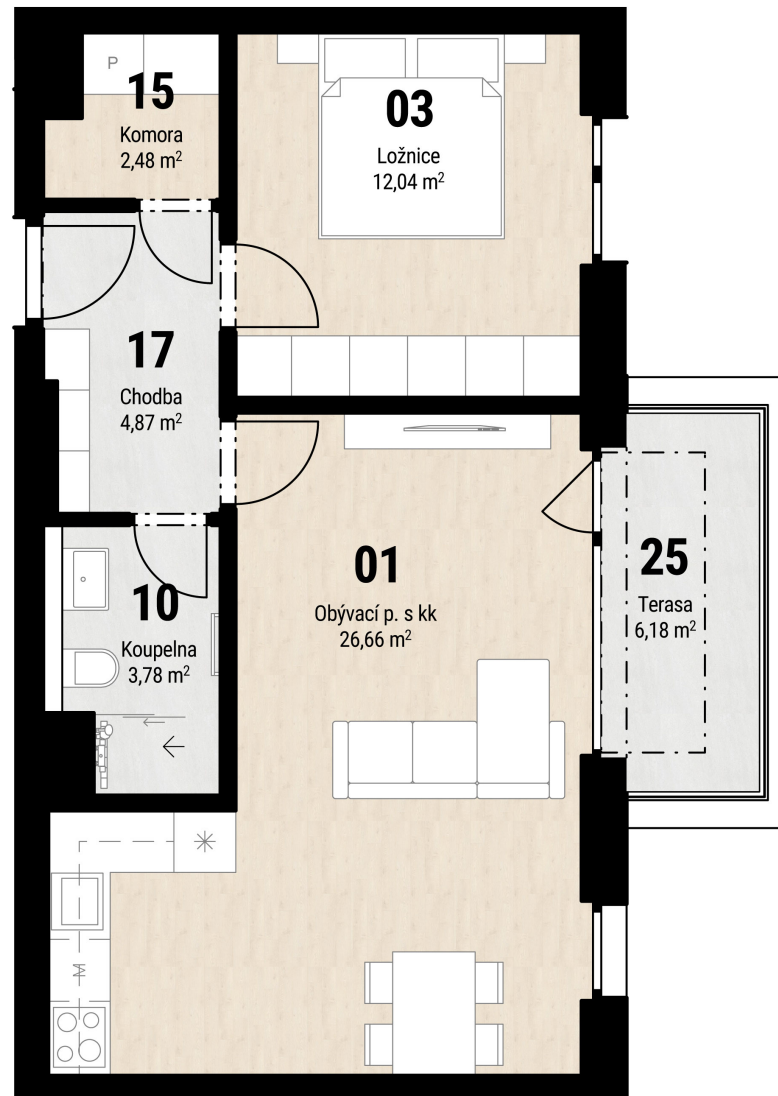 P
15
Komora
2,48 m²
03
Ložnice
12,04 m²
17
Chodba
4,87 m²
01
Obývací p. s kk
26,66 m²
25
Terasa
6,18 m²
10
Koupelna
3,78 m²
M